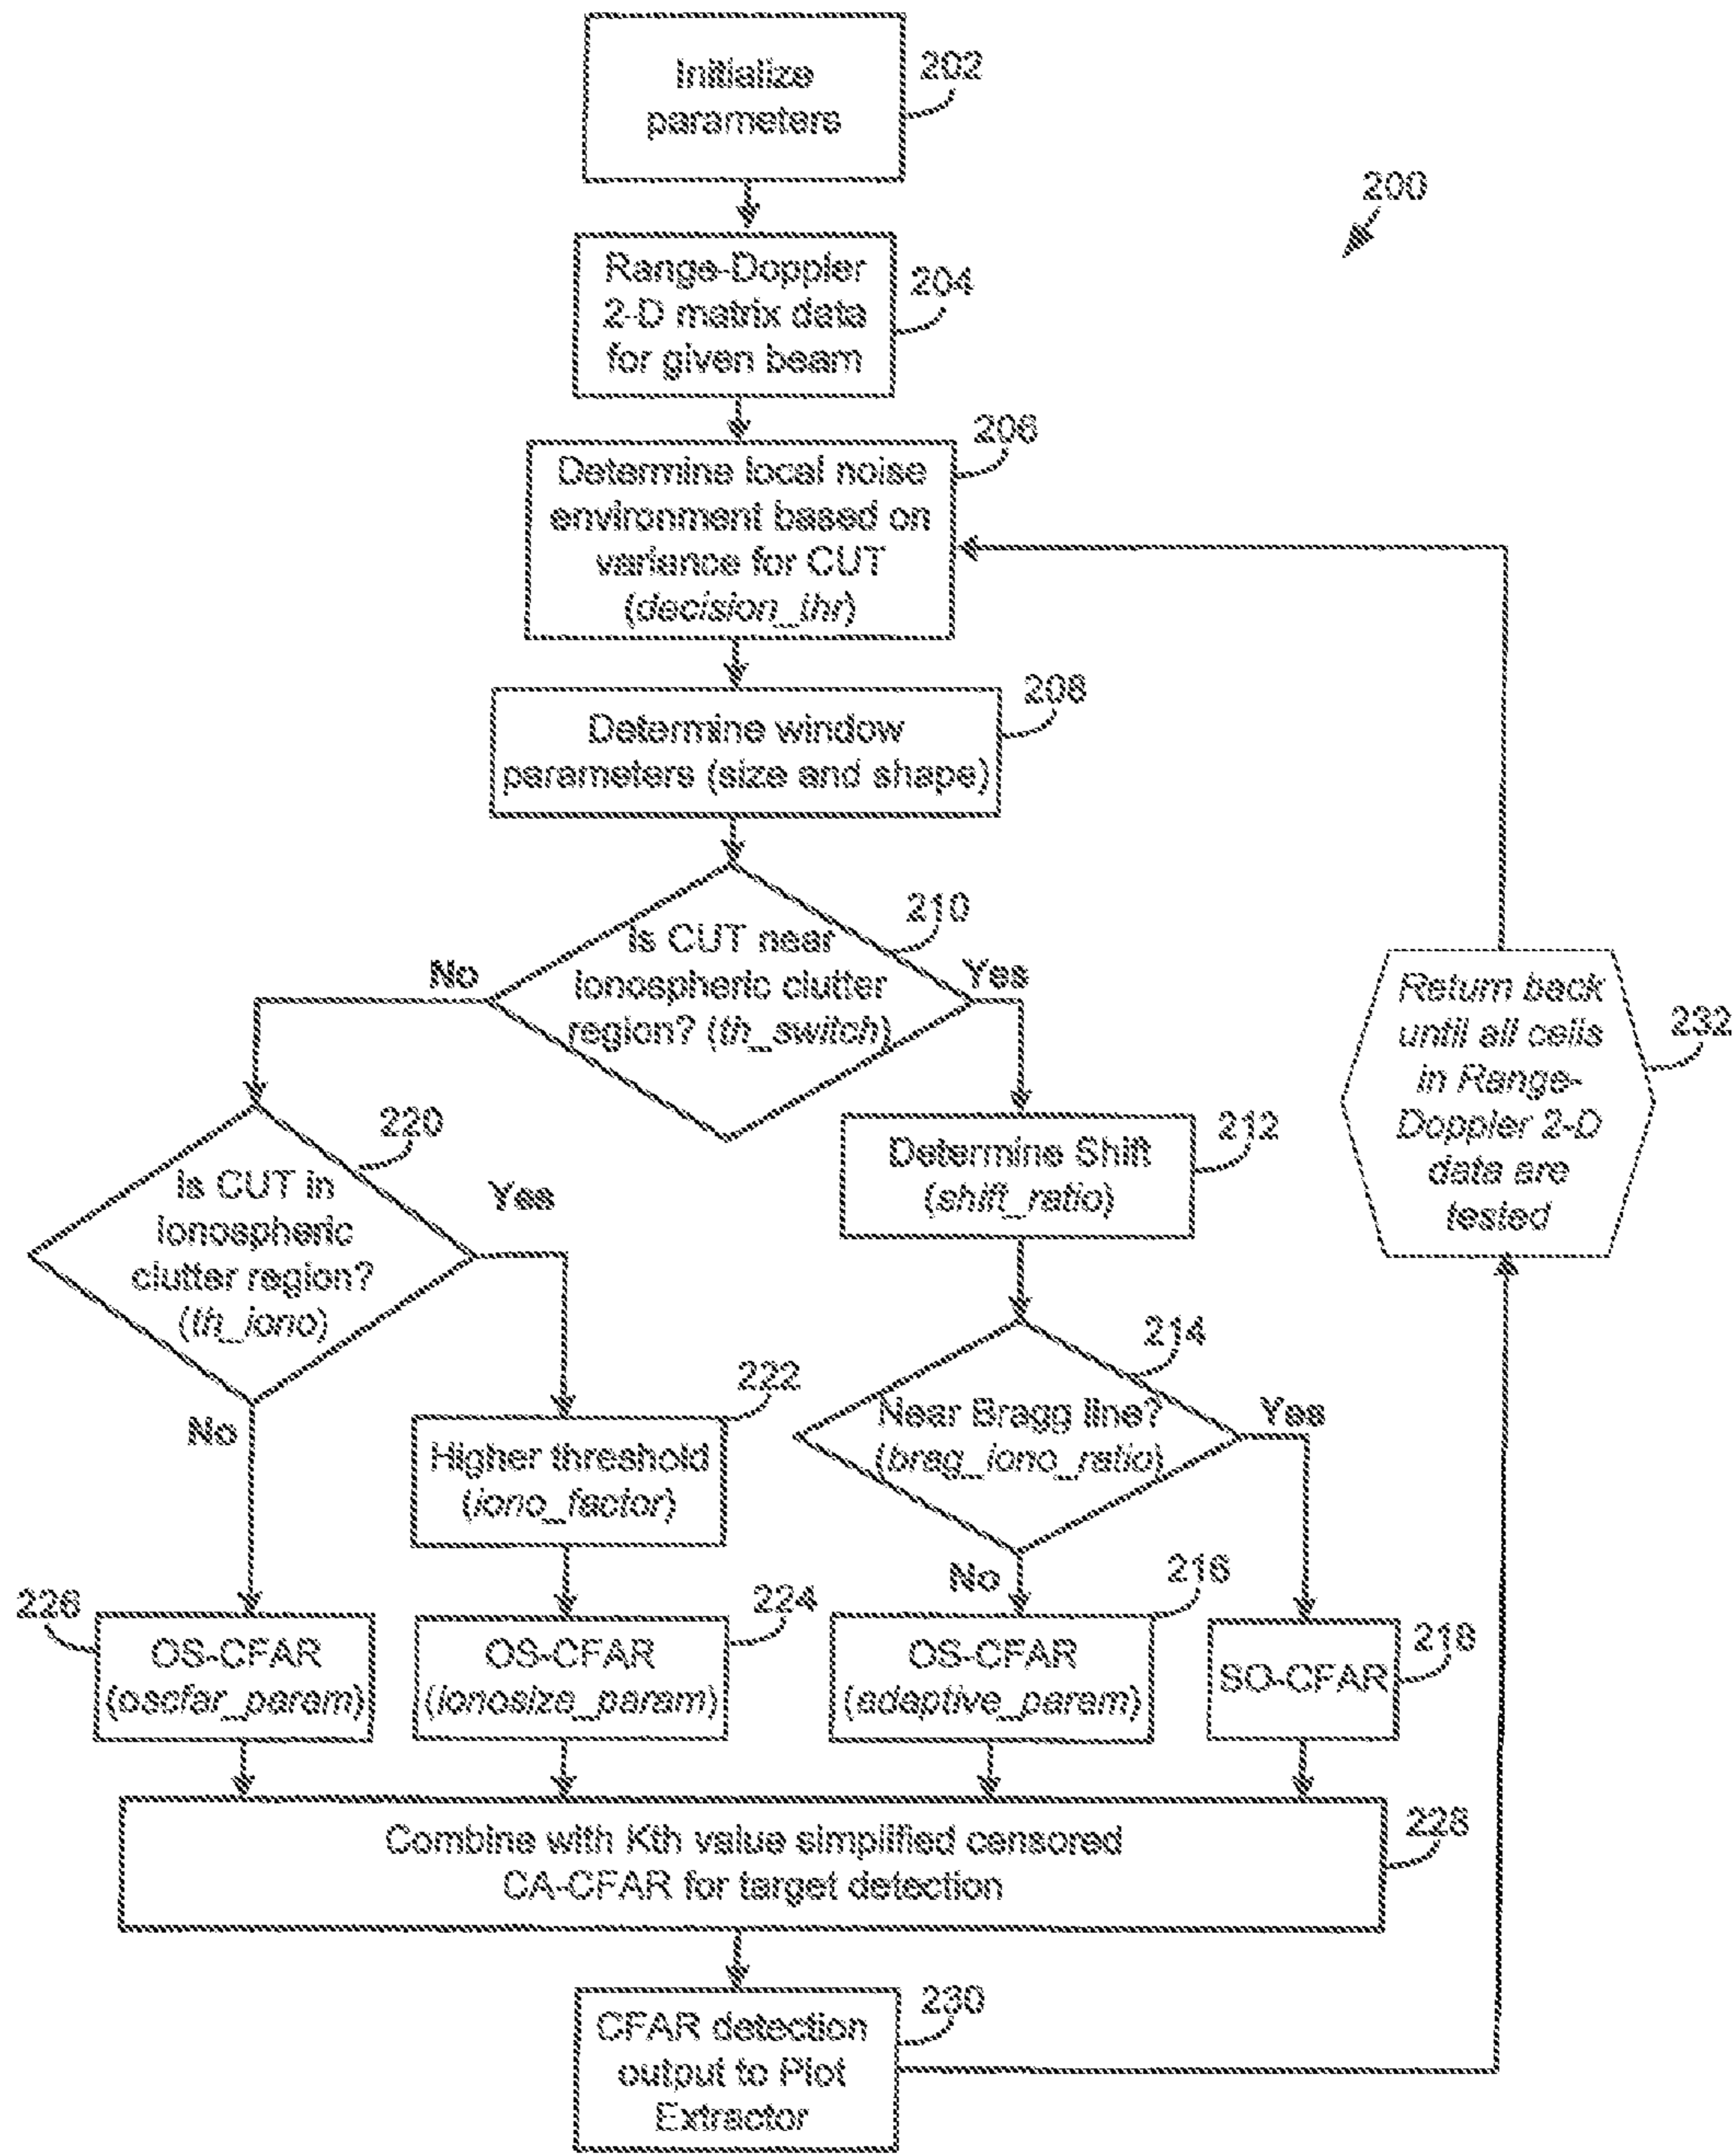 Initialize
parameters
202
200
Range-Doppler
2-D matrix data
for given beam
204
206
Determine local noise
environment based on
variance for CUT
(decision_thr)
208
Determine window
parameters (size and shape)
210
Is CUT near
ionospheric clutter
region? (th_switch)
No
Yes
Return back
until all cells
in Range-
Doppler 2-D
data are
tested
232
220
Is CUT in
ionospheric
clutter region?
(th_iono)
Yes
No
212
Determine Shift
(shift_ratio)
214
Near Bragg line?
(brag_iono_ratio)
Yes
No
222
Higher threshold
(iono_factor)
226
OS-CFAR
(oscfar_param)
224
OS-CFAR
(ionosize_param)
216
OS-CFAR
(adaptive_param)
218
SO-CFAR
Combine with Kth value simplified censored
CA-CFAR for target detection
228
230
CFAR detection
output to Plot
Extractor